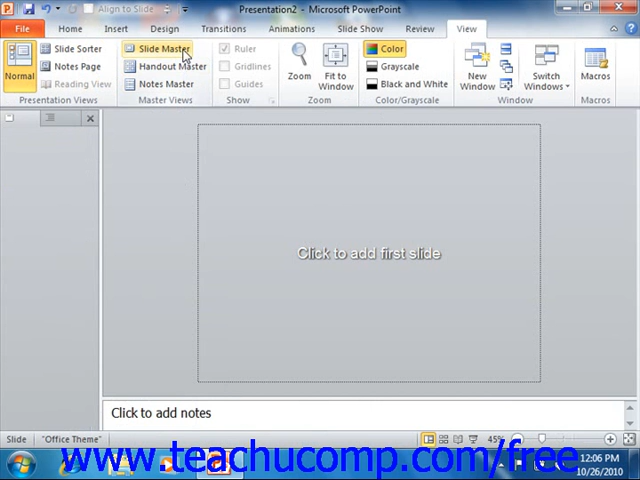 Align to Slide
Presentation2 - Microsoft PowerPoint
File Home Insert Design Transitions Animations Slide Show Review View
Normal
Slide Sorter
Notes Page
Reading View
Presentation Views
Slide Master
Handout Master
Notes Master
Master Views
Ruler
Gridlines
Guides
Show
Zoom
Fit to
Window
Zoom
Color
Grayscale
Black and White
Color/Grayscale
New
Window
Switch
Windows
Window
Macros
Macros
Click to add first slide
Click to add notes
Slide "Office Theme" 45%
www.teachucomp.com/free
12:06 PM
10/26/2010